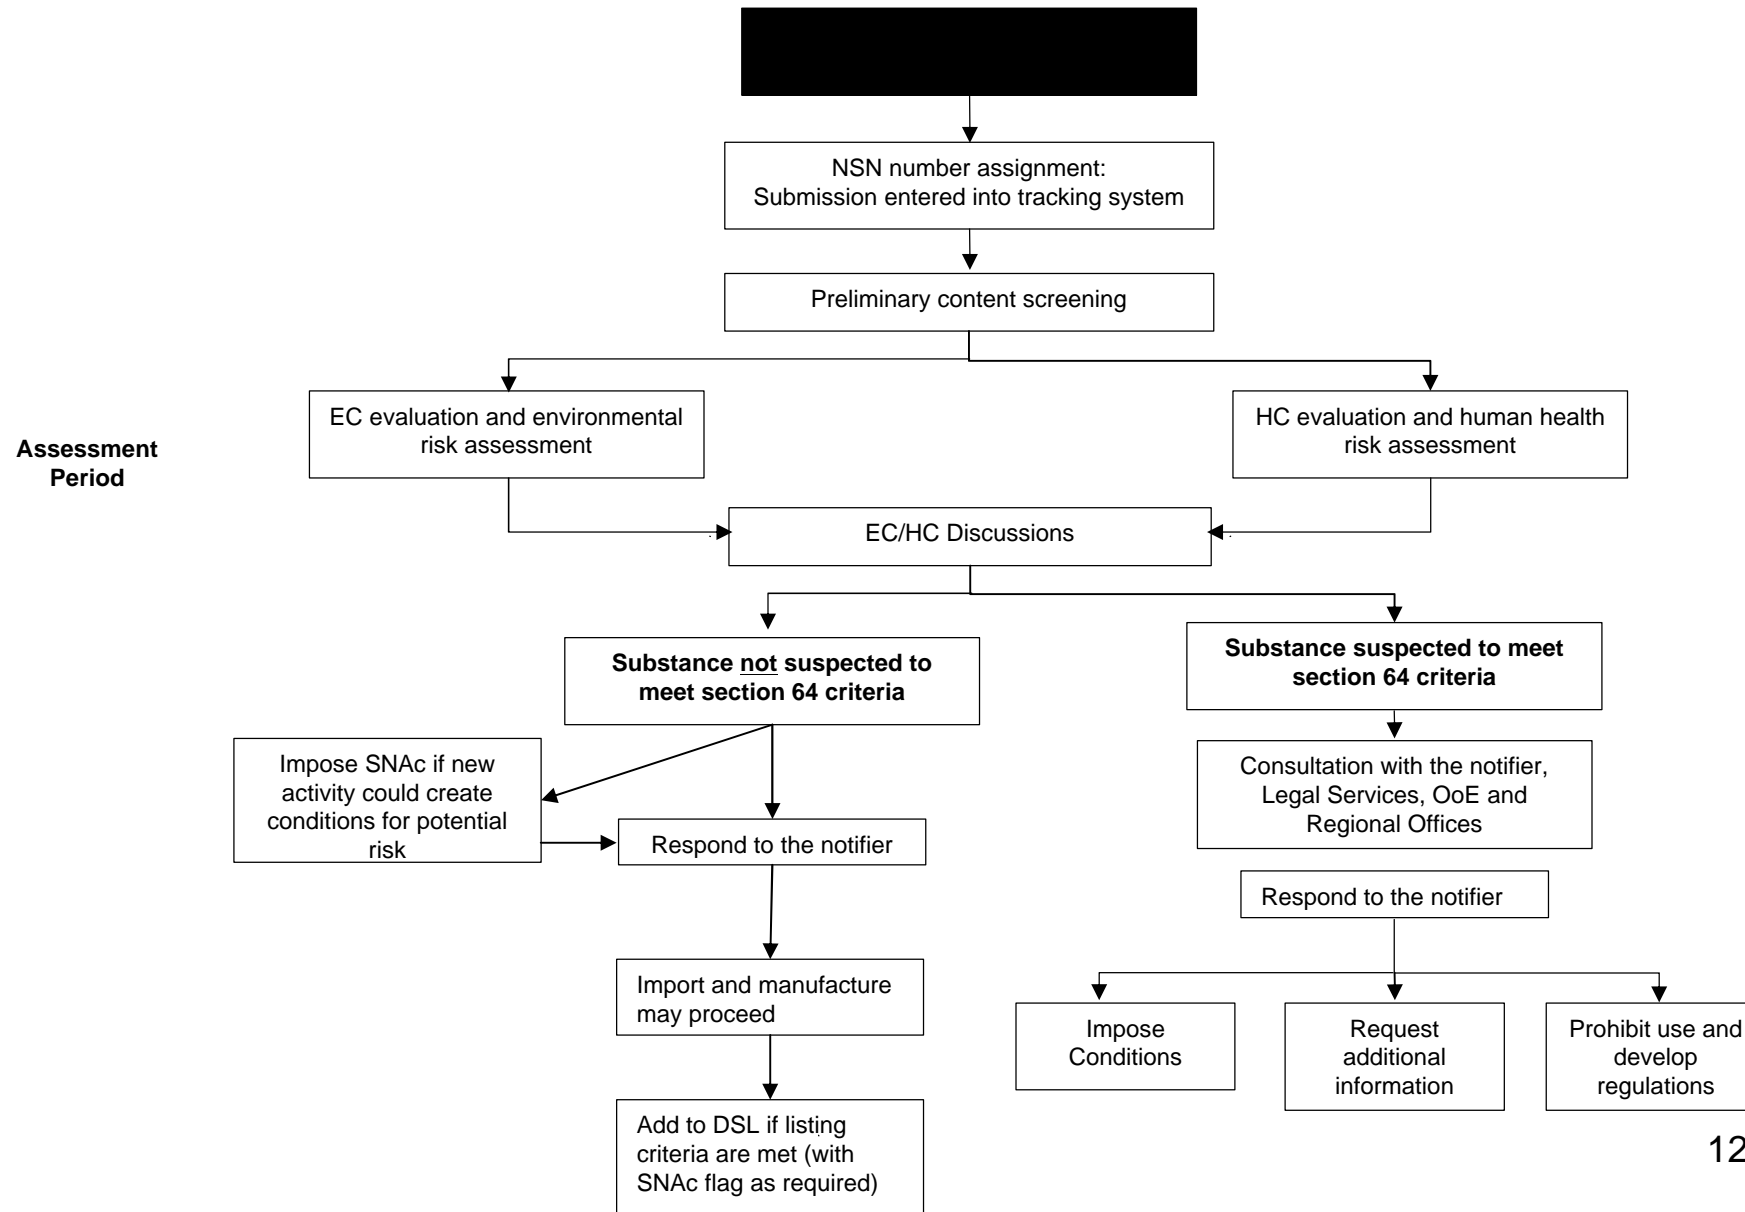 NSN number assignment:
Submission entered into tracking system
Preliminary content screening
EC evaluation and environmental
risk assessment
HC evaluation and human health
risk assessment
Assessment
Period
EC/HC Discussions
Substance not suspected to
meet section 64 criteria
Substance suspected to meet
section 64 criteria
Impose SNAc if new
activity could create
conditions for potential
risk
Consultation with the notifier,
Legal Services, OoE and
Regional Offices
Respond to the notifier
Respond to the notifier
Import and manufacture
may proceed
Impose
Conditions
Request
additional
information
Prohibit use and
develop
regulations
Add to DSL if listing
criteria are met (with
SNAc flag as required)
12